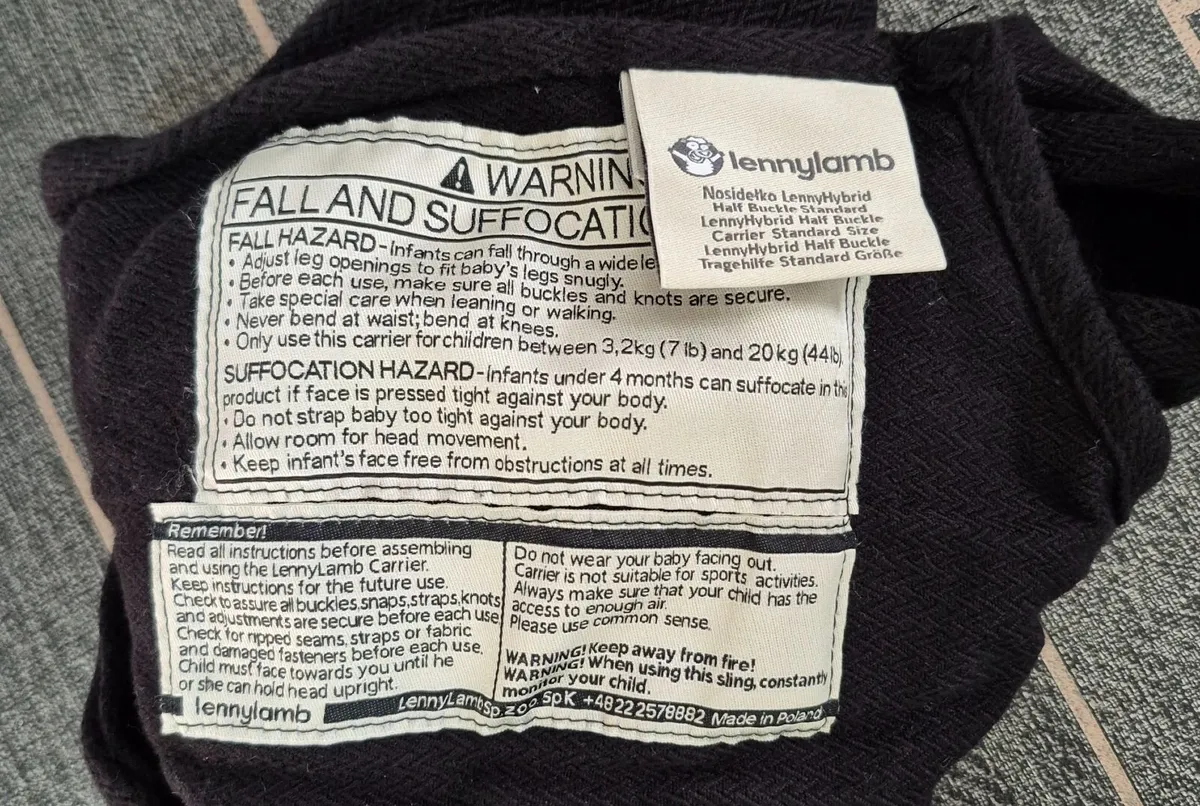 WARNIN
FALL AND SUFFOCATI
FALL HAZARD-Infants can fall through a wide le
• Adjust leg openings to fit baby's legs snugly.
• Before each use, make sure all buckles and knots are secure.
• Take special care when leaning or walking.
• Never bend at waist; bend at knees.
• Only use this carrier for children between 3,2kg (7 lb) and 20 kg (44 lb).
SUFFOCATION HAZARD-Infants under 4 months can suffocate in this
product if face is pressed tight against your body.
• Do not strap baby too tight against your body.
• Allow room for head movement.
• Keep infant's face free from obstructions at all times.
lennylamb
Nosidełko LennyHybrid
Half Buckle Standard
LennyHybrid Half Buckle
Carrier Standard Size
LennyHybrid Half Buckle
Tragehilfe Standard Größe
Remember!
Read all instructions before assembling
and using the LennyLamb Carrier.
Keep instructions for the future use.
Check to assure all buckles,snaps,straps,knots
and adjustments are secure before each use
Check for ripped seams, straps or fabric
and damaged fasteners before each use.
Child must face towards you until he
or she can hold head upright.
Do not wear your baby facing out.
Carrier is not suitable for sports activities.
Always make sure that your child has the
access to enough air.
Please use common sense.
WARNING! Keep away from fire!
WARNING! When using this sling, constantly
monitor your child.
lennylamb
LennyLamb Sp. z o.o. Sp K +48 22 2578882 Made in Poland